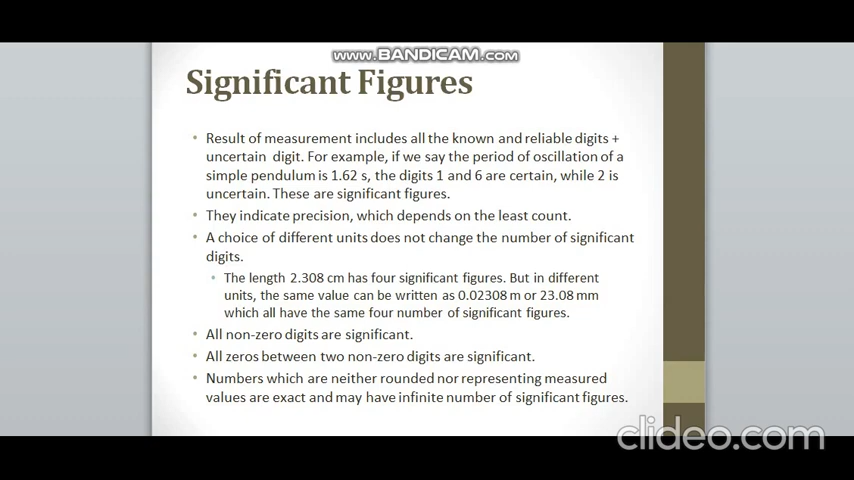 www.BANDICAM.com
Significant Figures
• Result of measurement includes all the known and reliable digits +
uncertain digit. For example, if we say the period of oscillation of a
simple pendulum is 1.62 s, the digits 1 and 6 are certain, while 2 is
uncertain. These are significant figures.
• They indicate precision, which depends on the least count.
• A choice of different units does not change the number of significant
digits.
• The length 2.308 cm has four significant figures. But in different
units, the same value can be written as 0.02308 m or 23.08 mm
which all have the same four number of significant figures.
• All non-zero digits are significant.
• All zeros between two non-zero digits are significant.
• Numbers which are neither rounded nor representing measured
values are exact and may have infinite number of significant figures.
clideo.com